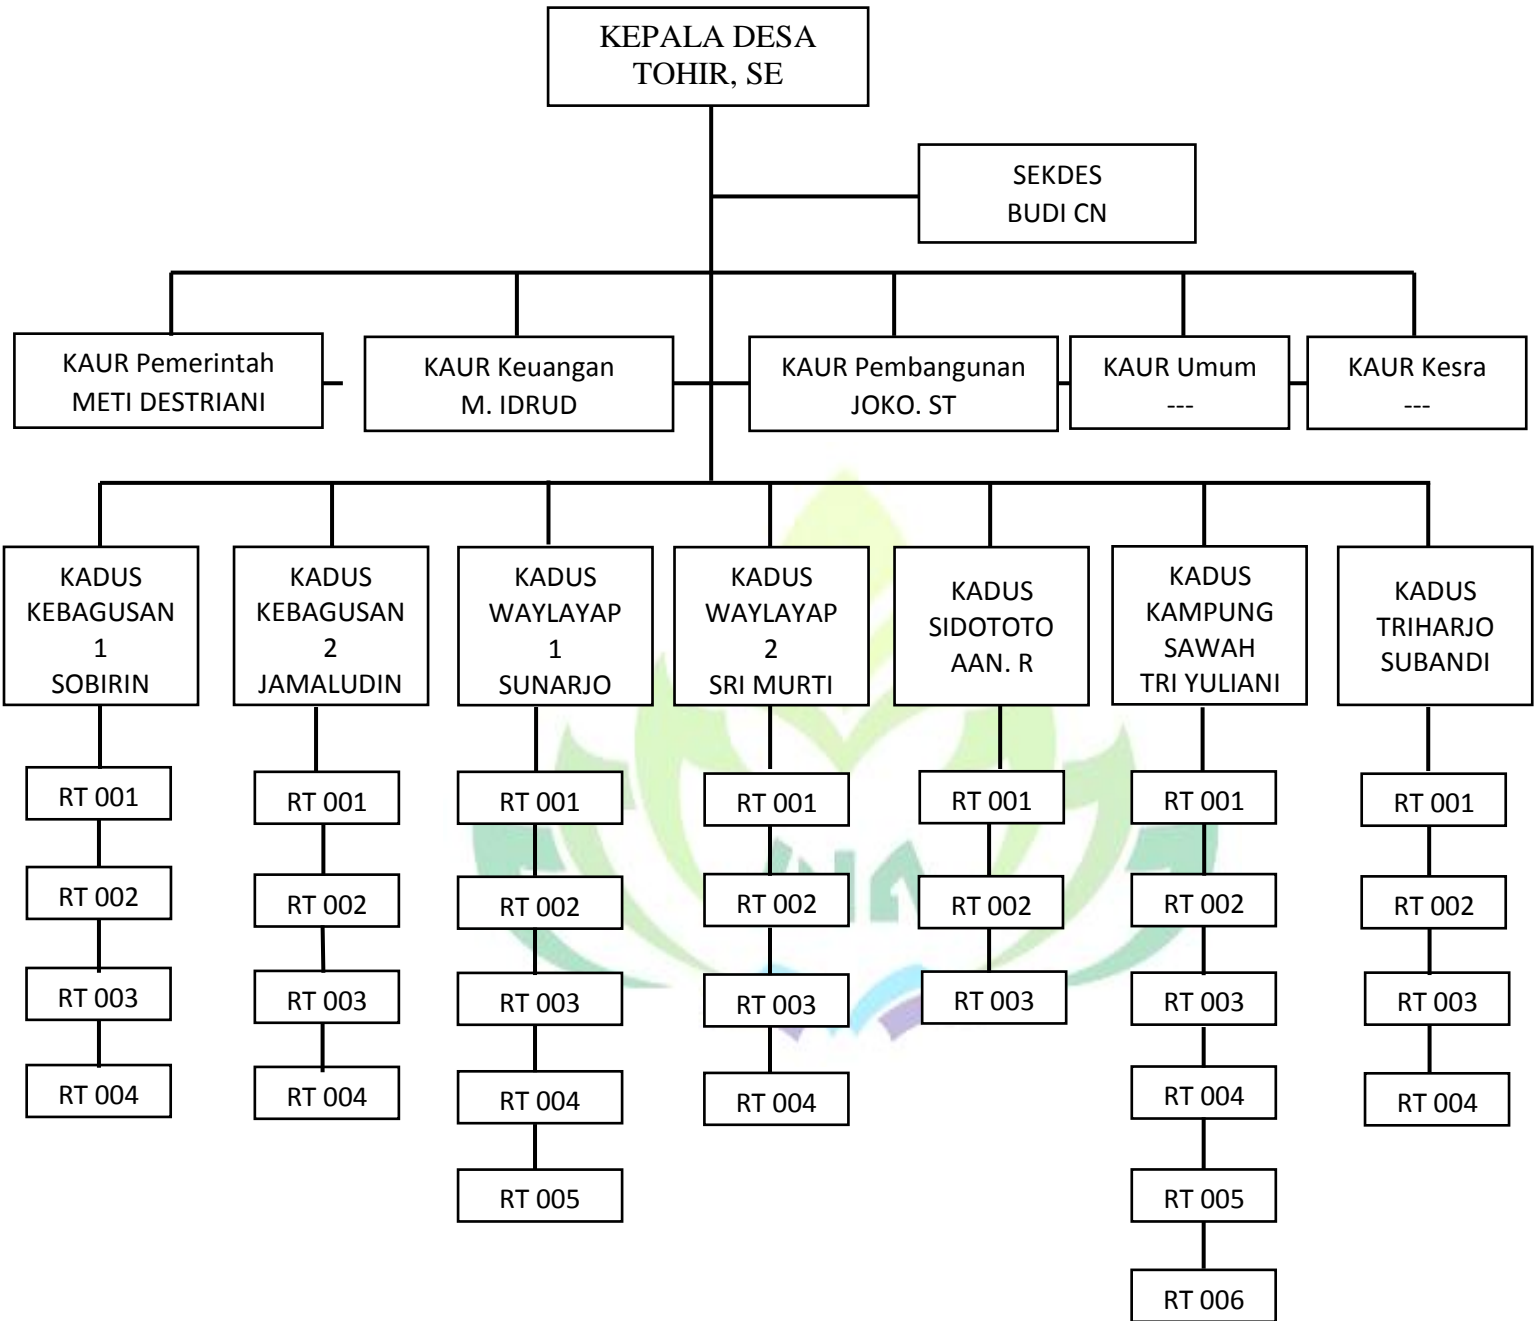 KEPALA DESA
TOHIR, SE
SEKDES
BUDI CN
KAUR Pemerintah
METI DESTRIANI
KAUR Keuangan
M. IDRUD
KAUR Pembangunan
JOKO. ST
KAUR Umum
---
KAUR Kesra
---
KADUS
KEBAGUSAN
1
SOBIRIN
KADUS
KEBAGUSAN
2
JAMALUDIN
KADUS
WAYLAYAP
1
SUNARJO
KADUS
WAYLAYAP
2
SRI MURTI
KADUS
SIDOTOTO
AAN. R
KADUS
KAMPUNG
SAWAH
TRI YULIANI
KADUS
TRIHARJO
SUBANDI
RT 001
RT 002
RT 003
RT 004
RT 001
RT 002
RT 003
RT 004
RT 001
RT 002
RT 003
RT 004
RT 005
RT 001
RT 002
RT 003
RT 004
RT 001
RT 002
RT 003
RT 001
RT 002
RT 003
RT 004
RT 005
RT 006
RT 001
RT 002
RT 003
RT 004